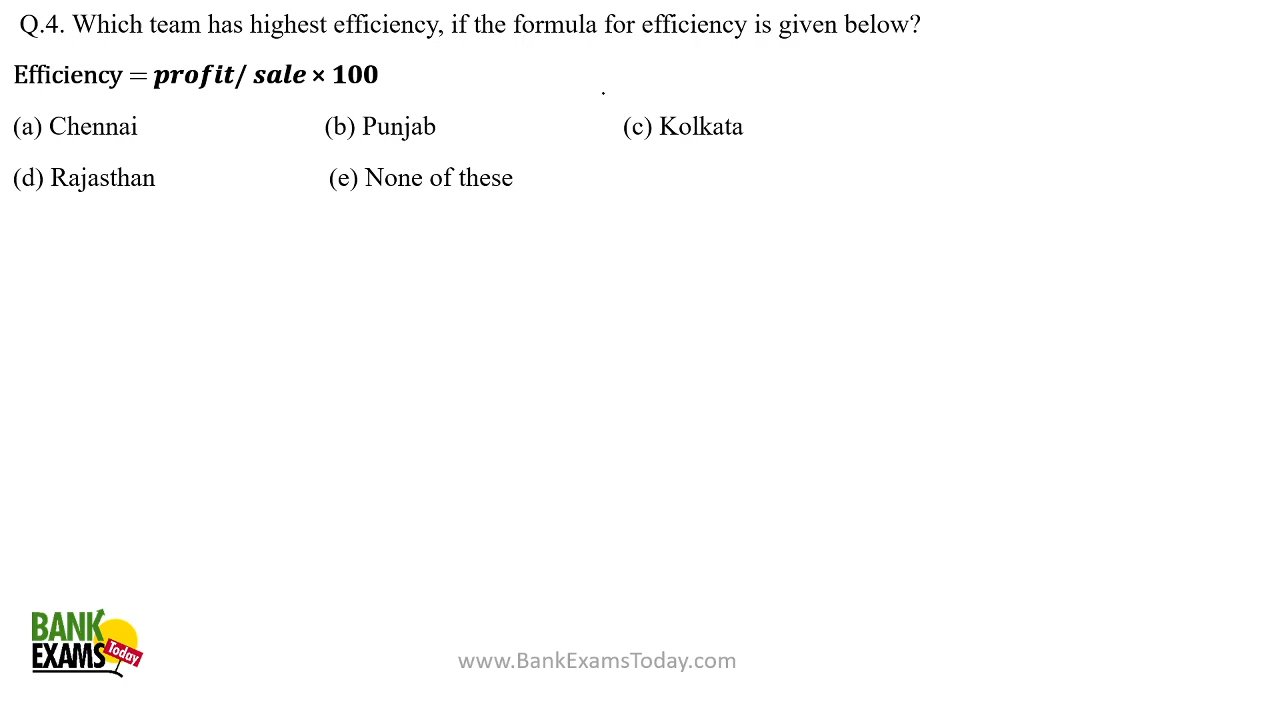 Q.4. Which team has highest efficiency, if the formula for efficiency is given below?
Efficiency = profit/ sale × 100
(a) Chennai (b) Punjab (c) Kolkata
(d) Rajasthan (e) None of these
BANK
EXAMS Today
www.BankExamsToday.com